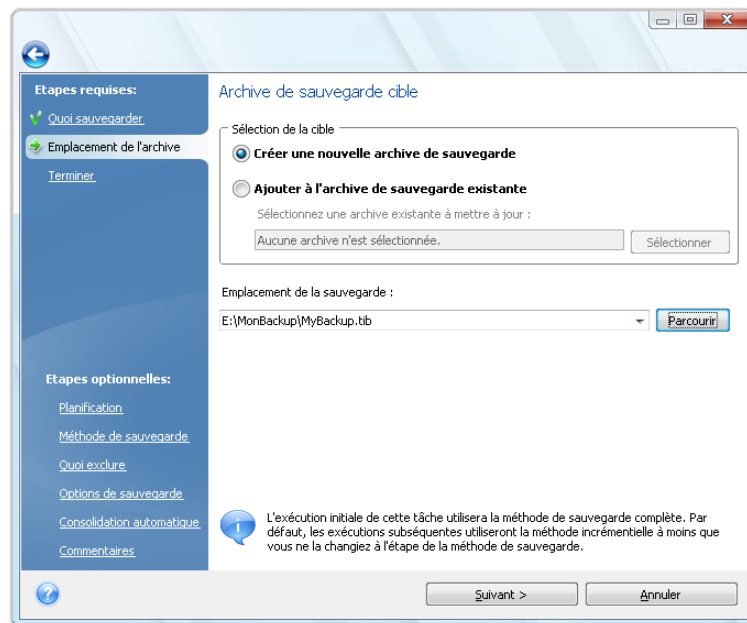 Etapes requises:
Quoi sauvegarder
Emplacement de l'archive
Terminer
Archive de sauvegarde cible
Sélection de la cible
Créer une nouvelle archive de sauvegarde
Ajouter à l'archive de sauvegarde existante
Sélectionnez une archive existante à mettre à jour :
Aucune archive n'est sélectionnée.
Sélectionner
Emplacement de la sauvegarde :
E:\MonBackup\MyBackup.tib
Parcourir
Etapes optionnelles:
Planification
Méthode de sauvegarde
Quoi exclure
Options de sauvegarde
Consolidation automatique
Commentaires
L'exécution initiale de cette tâche utilisera la méthode de sauvegarde complète. Par
défaut, les exécutions subséquentes utiliseront la méthode incrémentielle à moins que
vous ne la changiez à l'étape de la méthode de sauvegarde.
Suivant >
Annuler